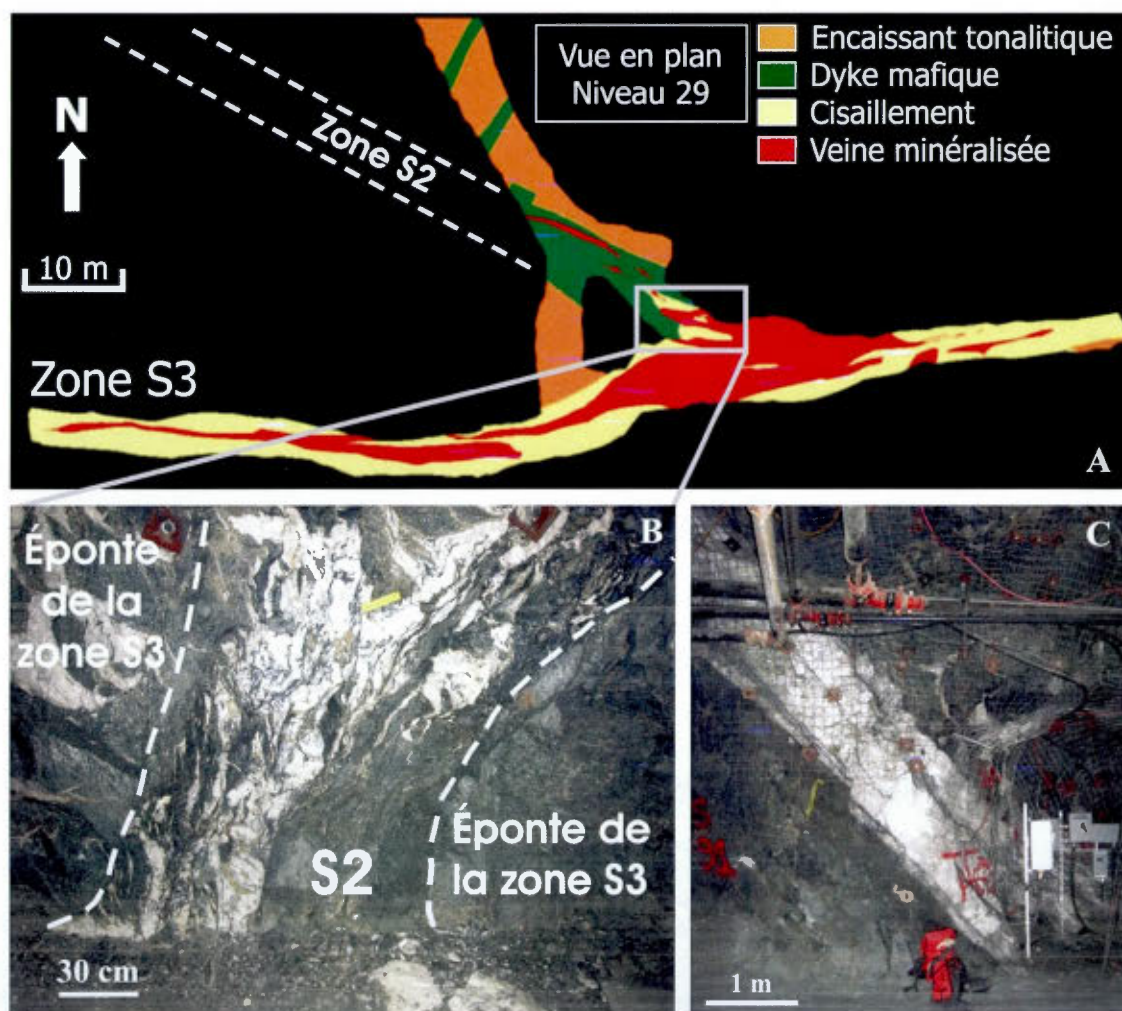 Vue en plan
Niveau 29
Encaissant tonalitique
Dyke mafique
Cisaillement
Veine minéralisée
N
Zone S2
10 m
Zone S3
A
Éponte
de la
zone S3
B
S2
Éponte de
la zone S3
30 cm
C
1 m